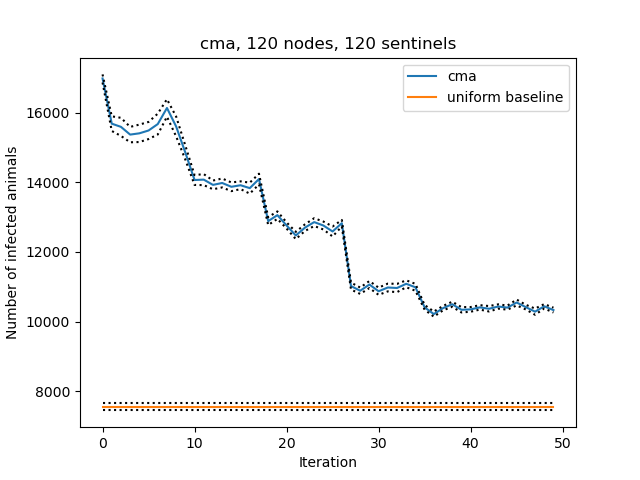 cma, 120 nodes, 120 sentinels
cma
uniform baseline
Number of infected animals
16000
14000
12000
10000
8000
0 10 20 30 40 50
Iteration